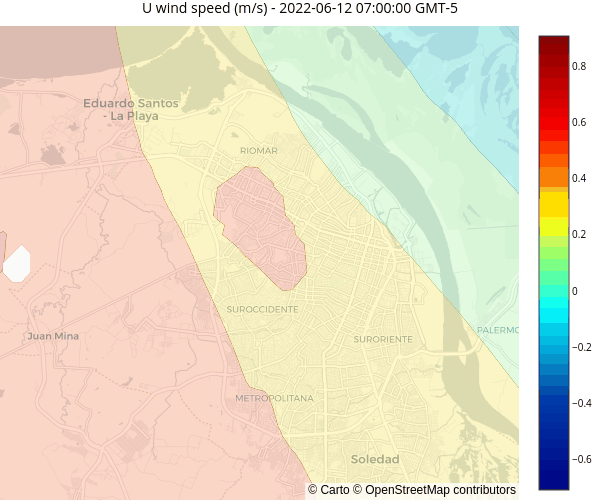 U wind speed (m/s) - 2022-06-12 07:00:00 GMT-5
0.8
Eduardo Santos
- La Playa
RIOMAR
0.6
0.4
0.2
0
SUROCCIDENTE
Juan Mina
SURORIENTE
PALERMO
−0.2
METROPOLITANA
−0.4
Soledad
−0.6
© Carto © OpenStreetMap contributors